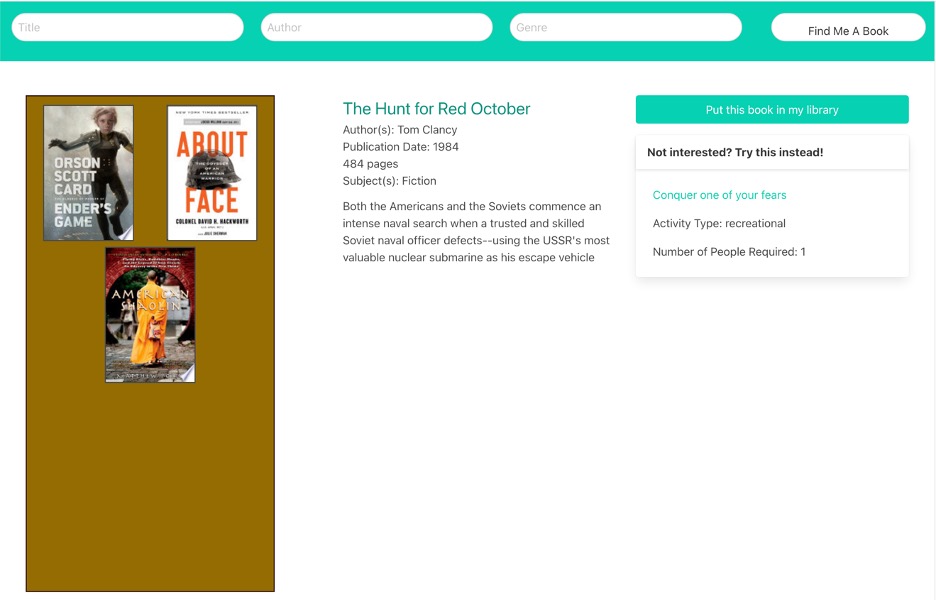 Title
Author
Genre
Find Me A Book
ORSON
SCOTT
CARD
ENDER'S
GAME
NEW YORK TIMES BESTSELLER
ABOUT
THE ODYSSEY
OF AN
AMERICAN
WARRIOR
FACE
COLONEL DAVID H. HACKWORTH
AMERICAN
SHAOLIN
MATTHEW
The Hunt for Red October
Author(s): Tom Clancy
Publication Date: 1984
484 pages
Subject(s): Fiction
Both the Americans and the Soviets commence an
intense naval search when a trusted and skilled
Soviet naval officer defects--using the USSR's most
valuable nuclear submarine as his escape vehicle
Put this book in my library
Not interested? Try this instead!
Conquer one of your fears
Activity Type: recreational
Number of People Required: 1